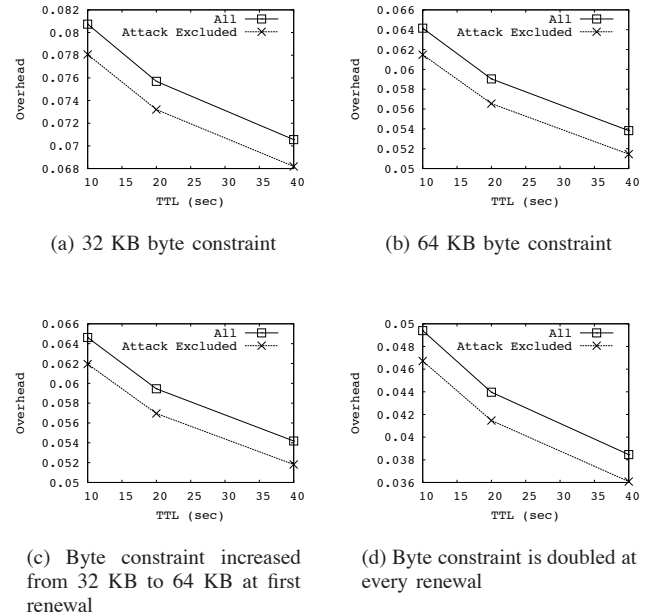 0.082
0.08
0.078
0.076
0.074
0.072
0.07
0.068
Overhead
All
Attack Excluded
10 15 20 25 30 35 40
TTL (sec)
(a) 32 KB byte constraint
0.066
0.064
0.062
0.06
0.058
0.056
0.054
0.052
0.05
Overhead
All
Attack Excluded
10 15 20 25 30 35 40
TTL (sec)
(b) 64 KB byte constraint
0.066
0.064
0.062
0.06
0.058
0.056
0.054
0.052
0.05
Overhead
All
Attack Excluded
10 15 20 25 30 35 40
TTL (sec)
(c) Byte constraint increased
from 32 KB to 64 KB at first
renewal
0.05
0.048
0.046
0.044
0.042
0.04
0.038
0.036
Overhead
All
Attack Excluded
10 15 20 25 30 35 40
TTL (sec)
(d) Byte constraint is doubled at
every renewal